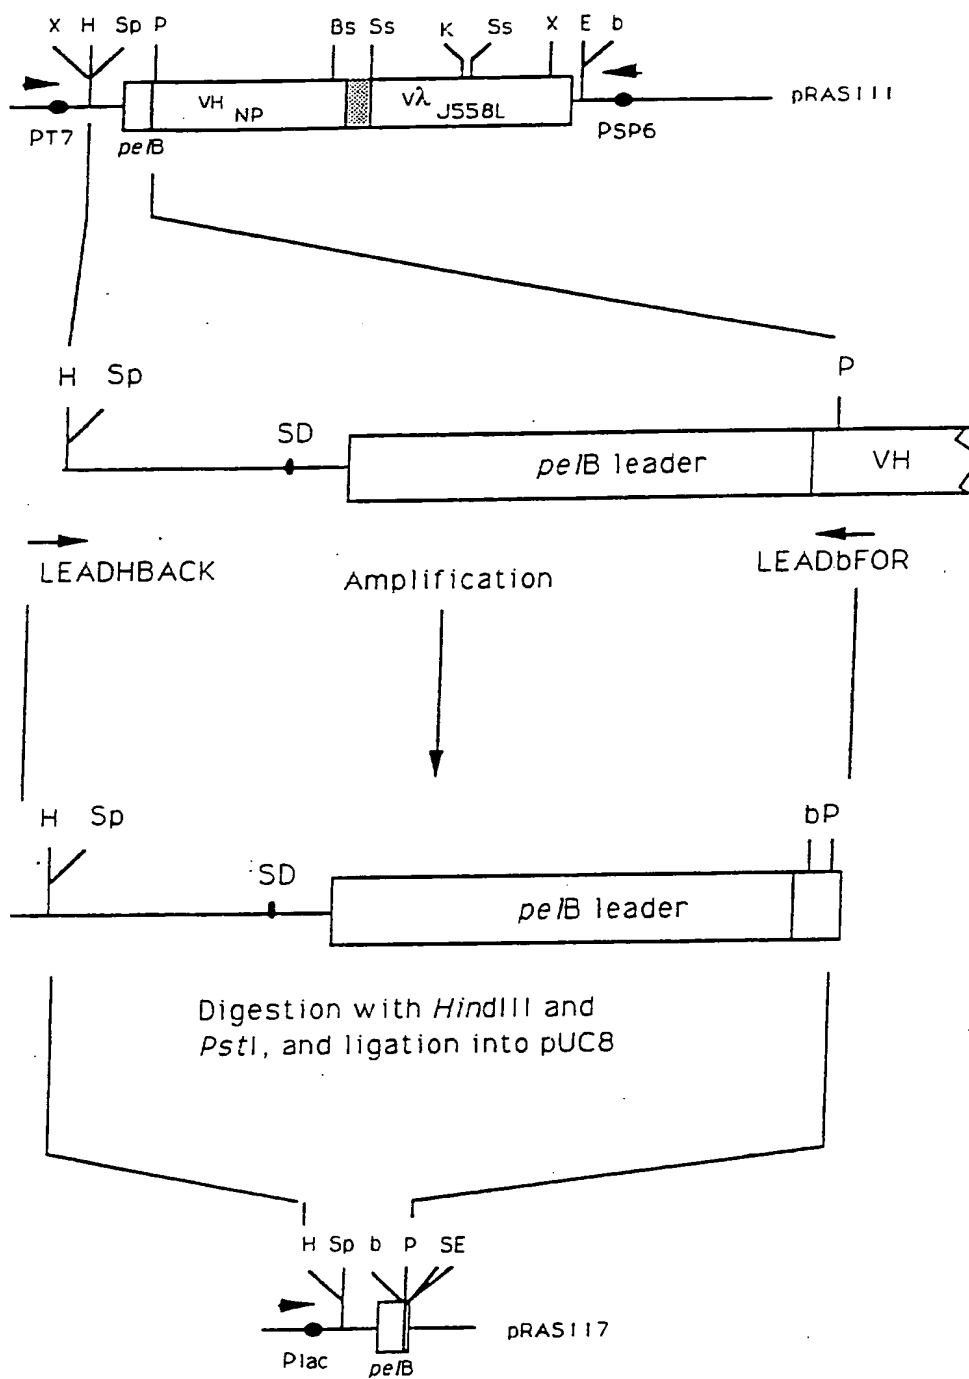 X H Sp P Bs Ss K Ss X E b
VH NP Vλ J558L pRAS111
PT7 pelB PSP6
H Sp P
SD pelB leader VH
LEADHBACK Amplification LEADbFOR
H Sp bP
SD pelB leader
Digestion with HindIII and
PstI, and ligation into pUC8
H Sp b P SE
Plac pelB pRAS117